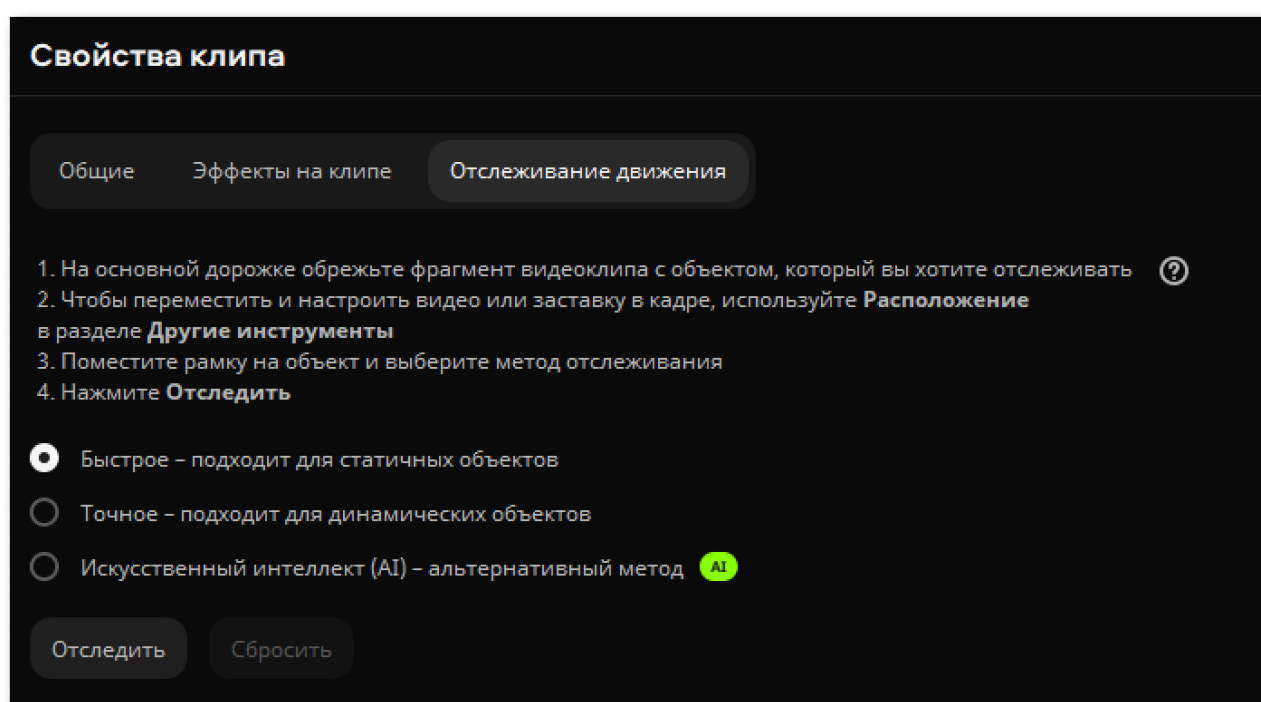 Свойства клипа
Общие Эффекты на клипе Отслеживание движения
1. На основной дорожке обрежьте фрагмент видеоклипа с объектом, который вы хотите отслеживать ?
2. Чтобы переместить и настроить видео или заставку в кадре, используйте Расположение
в разделе Другие инструменты
3. Поместите рамку на объект и выберите метод отслеживания
4. Нажмите Отследить
Быстрое – подходит для статичных объектов
Точное – подходит для динамических объектов
Искусственный интеллект (AI) – альтернативный метод AI
Отследить Сбросить